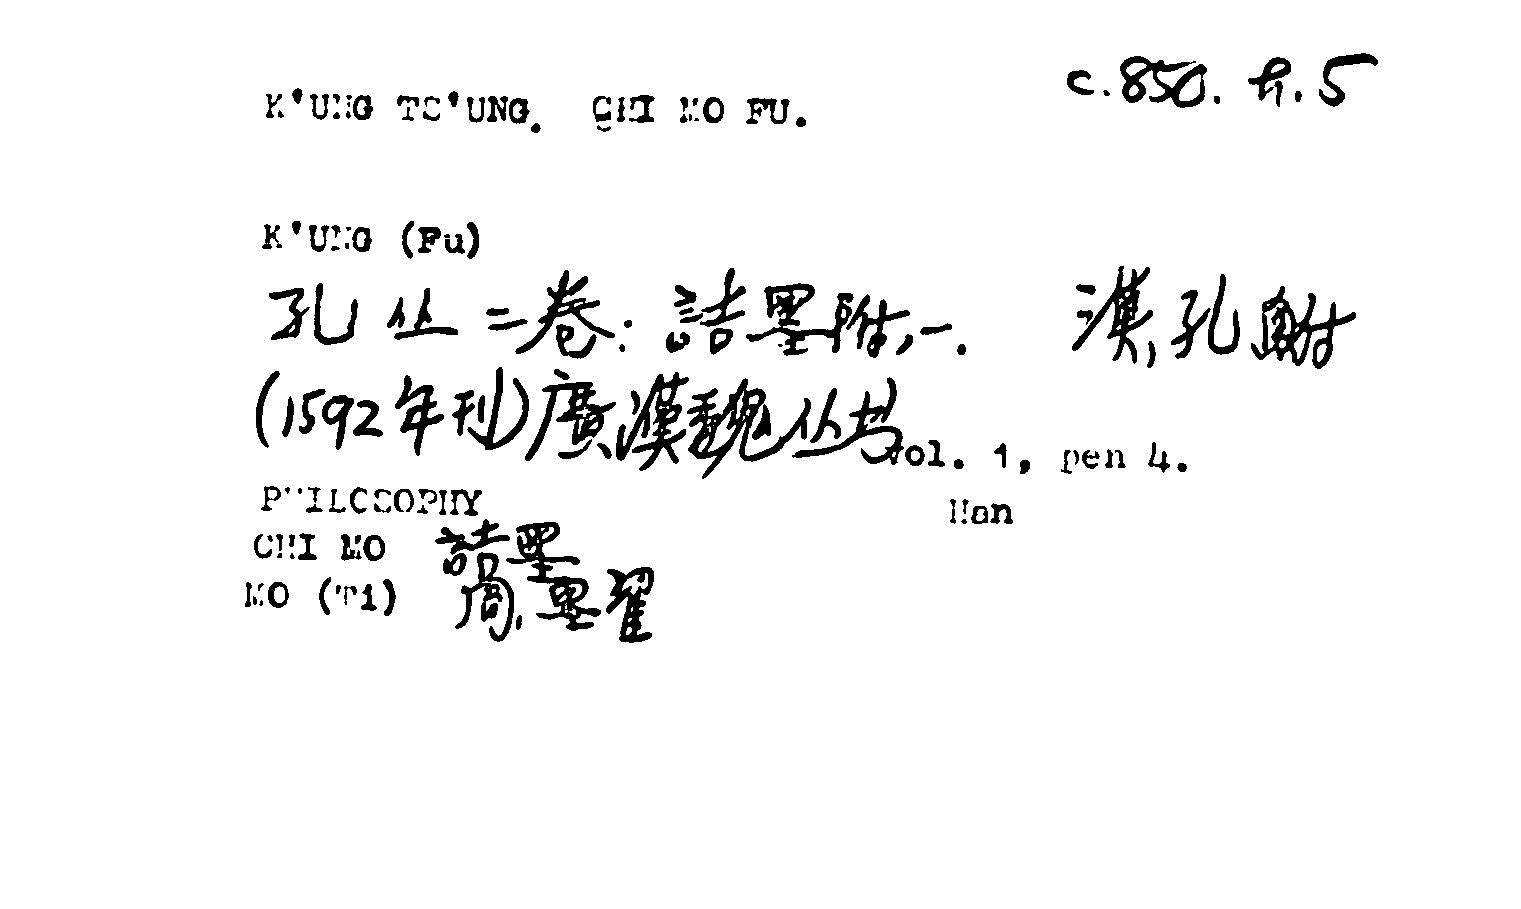 K'UNG TS'UNG. CHI MO FU. c.850. h.5
K'UNG (Fu)
孔丛二卷: 詰墨附,一. 漢,孔鮒
(1592年刊)廣漢魏丛书 Vol. 1, pen 4.
PHILOSOPHY Han
CHI MO 詰墨
MO (Ti) 周,墨翟